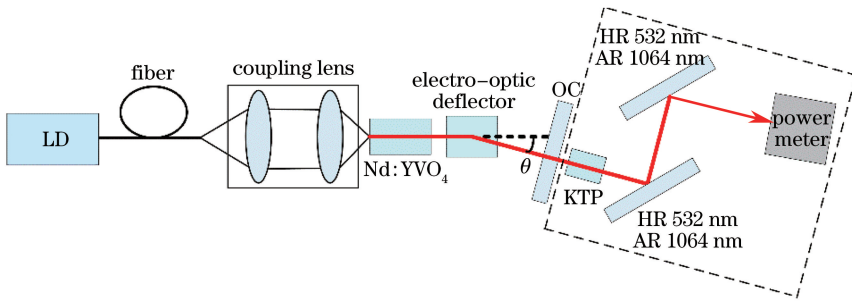 LD
fiber
coupling lens
Nd:YVO4
electro-optic
deflector
θ
OC
KTP
HR 532 nm
AR 1064 nm
HR 532 nm
AR 1064 nm
power
meter